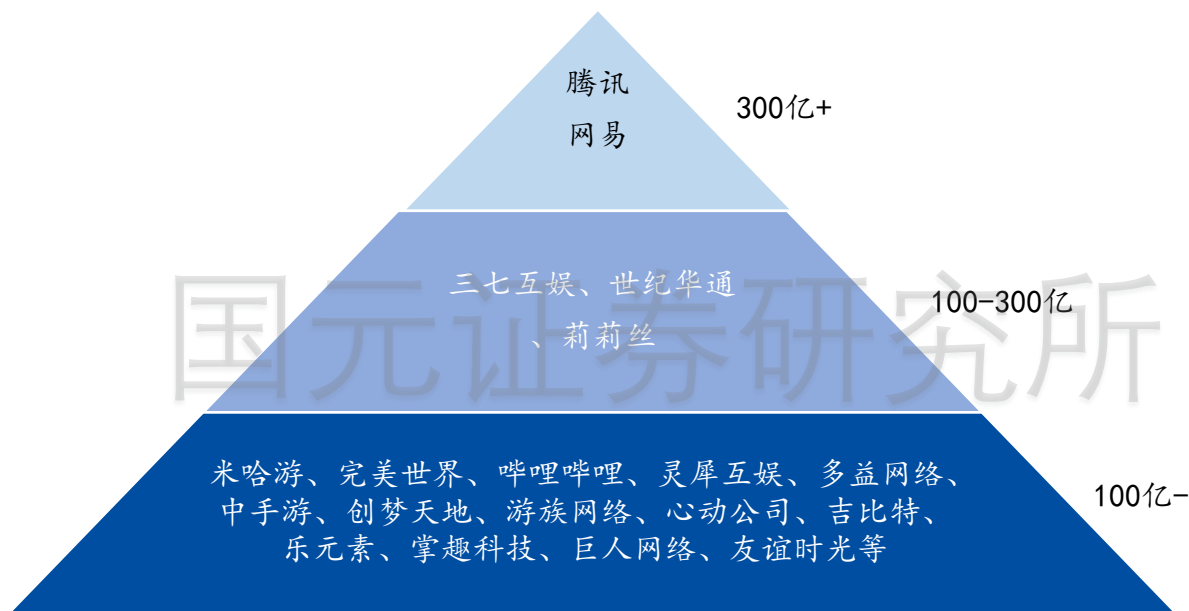 腾讯
网易
300亿+
三七互娱、世纪华通
、莉莉丝
100-300亿
国元证券研究所
米哈游、完美世界、哔哩哔哩、灵犀互娱、多益网络、
中手游、创梦天地、游族网络、心动公司、吉比特、
乐元素、掌趣科技、巨人网络、友谊时光等
100亿-